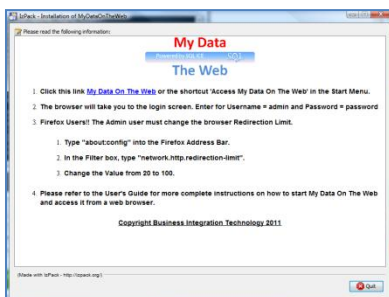 IzPack - Installation of MyDataOnTheWeb
Please read the following information:
My Data
Powered by SQL 8.0
The Web
1. Click this link My Data On The Web or the shortcut 'Access My Data On The Web' in the Start Menu.
2. The browser will take you to the login screen. Enter for Username = admin and Password = password
3. Firefox Users!! The Admin user must change the browser Redirection Limit.
1. Type "about:config" into the Firefox Address Bar.
2. In the Filter box, type "network.http.redirection-limit".
3. Change the Value from 20 to 100.
4. Please refer to the User's Guide for more complete instructions on how to start My Data On The Web
and access it from a web browser.
Copyright Business Integration Technology 2011
(Made with IzPack - http://izpack.org/)
Quit